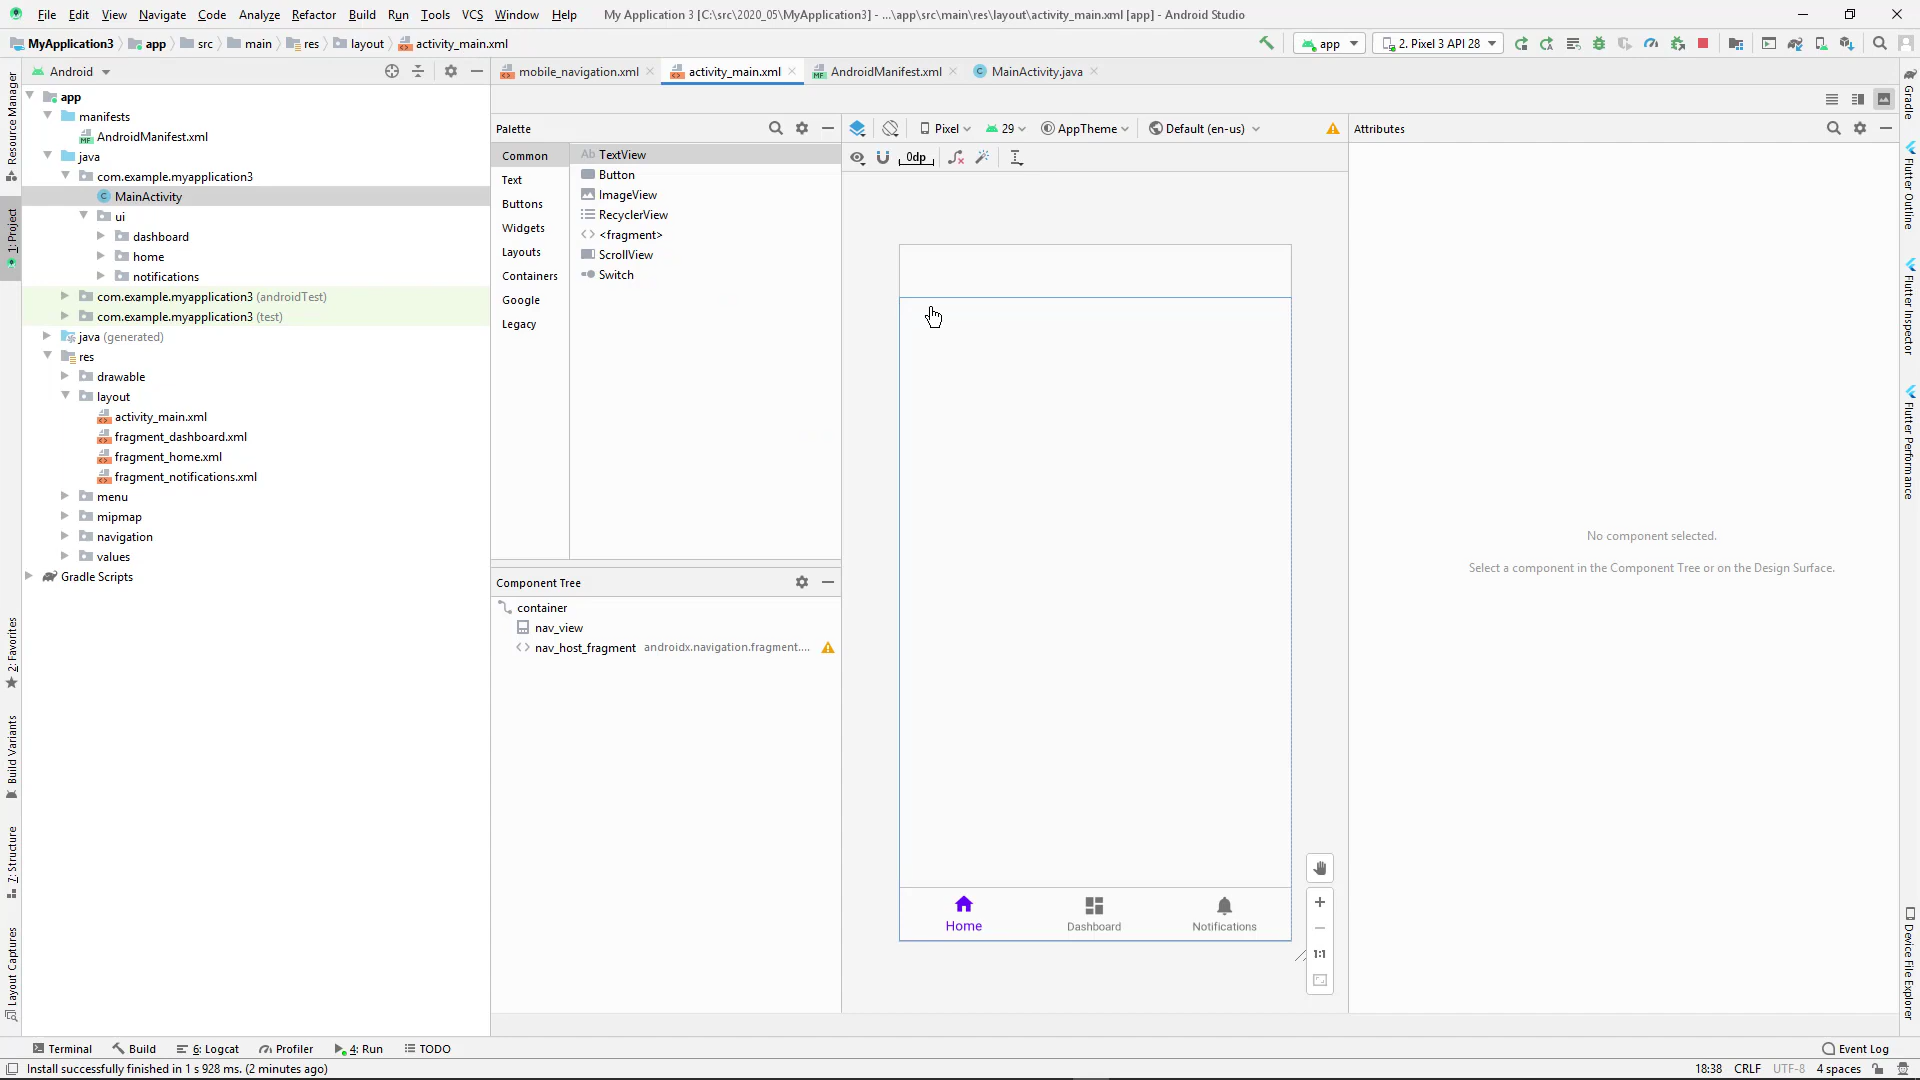 File Edit View Navigate Code Analyze Refactor Build Run Tools VCS Window Help My Application 3 [C:\src\2020_05\MyApplication3] - ...\app\src\main\res\layout\activity_main.xml [app] - Android Studio
MyApplication3 app src main res layout activity_main.xml app 2. Pixel 3 API 28
Android mobile_navigation.xml activity_main.xml AndroidManifest.xml MainActivity.java
Resource Manager
1: Project
2: Favorites
Build Variants
7: Structure
Layout Captures
app
manifests
AndroidManifest.xml
java
com.example.myapplication3
MainActivity
ui
dashboard
home
notifications
com.example.myapplication3 (androidTest)
com.example.myapplication3 (test)
java (generated)
res
drawable
layout
activity_main.xml
fragment_dashboard.xml
fragment_home.xml
fragment_notifications.xml
menu
mipmap
navigation
values
Gradle Scripts
Palette
Common
Text
Buttons
Widgets
Layouts
Containers
Google
Legacy
Ab TextView
Button
ImageView
RecyclerView
<fragment>
ScrollView
Switch
Component Tree
container
nav_view
nav_host_fragment androidx.navigation.fragment....
Pixel 29 AppTheme Default (en-us)
0dp
Home Dashboard Notifications
1:1
Attributes
No component selected.
Select a component in the Component Tree or on the Design Surface.
Gradle
Flutter Outline
Flutter Inspector
Flutter Performance
Device File Explorer
Terminal Build 6: Logcat Profiler 4: Run TODO Event Log
Install successfully finished in 1 s 928 ms. (2 minutes ago) 18:38 CRLF UTF-8 4 spaces